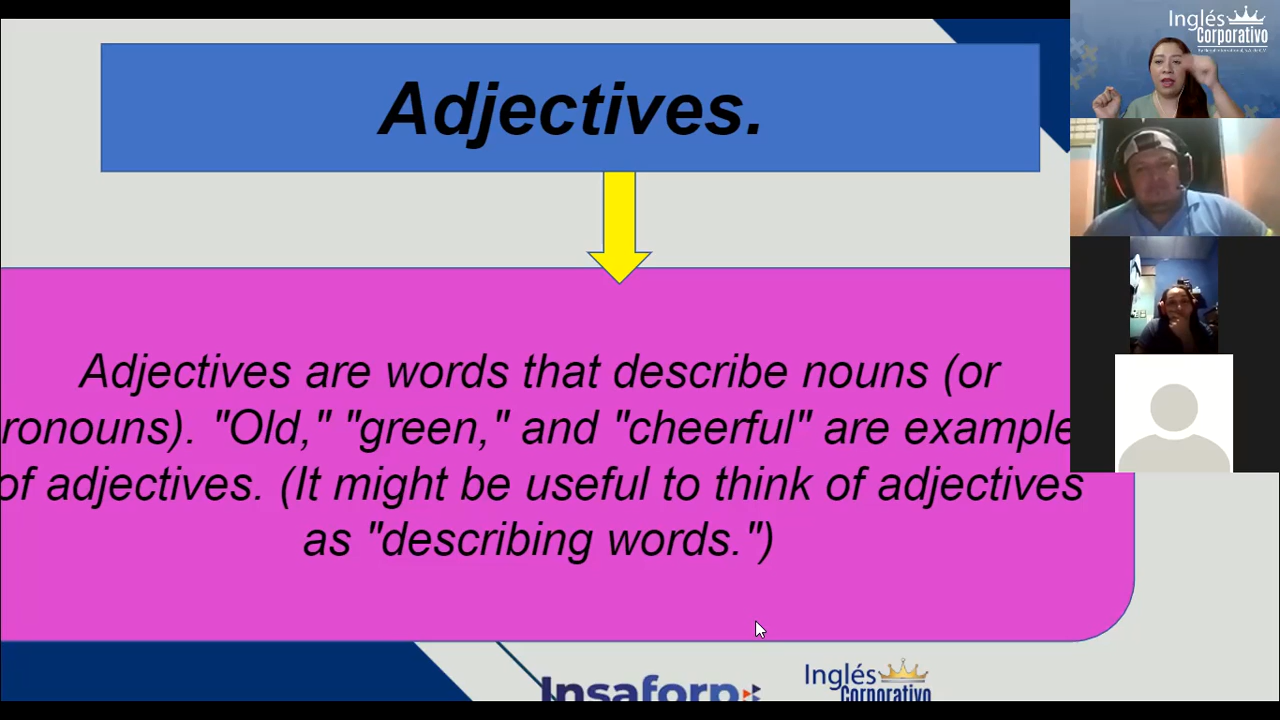 Adjectives.
Adjectives are words that describe nouns (or
ronouns). "Old," "green," and "cheerful" are example
of adjectives. (It might be useful to think of adjectives
as "describing words.")
Insaforp
Inglés
Corporativo
Inglés
Corporativo